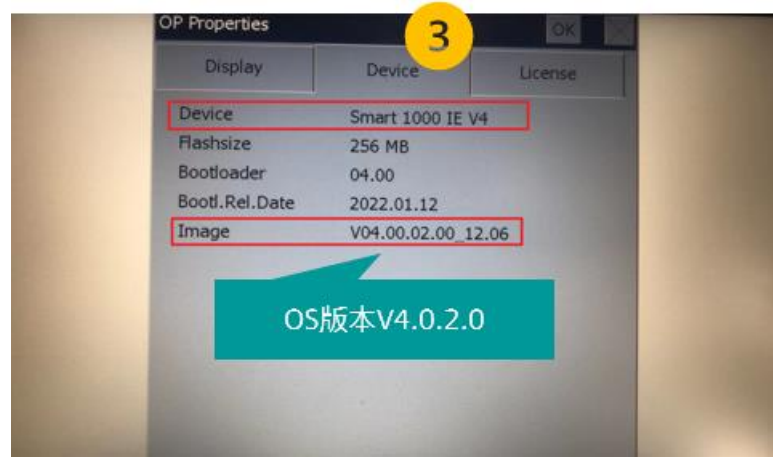 OP Properties
3
OK
Display
Device
License
Device Smart 1000 IE V4
Flashsize 256 MB
Bootloader 04.00
Bootl.Rel.Date 2022.01.12
Image V04.00.02.00_12.06
OS版本V4.0.2.0